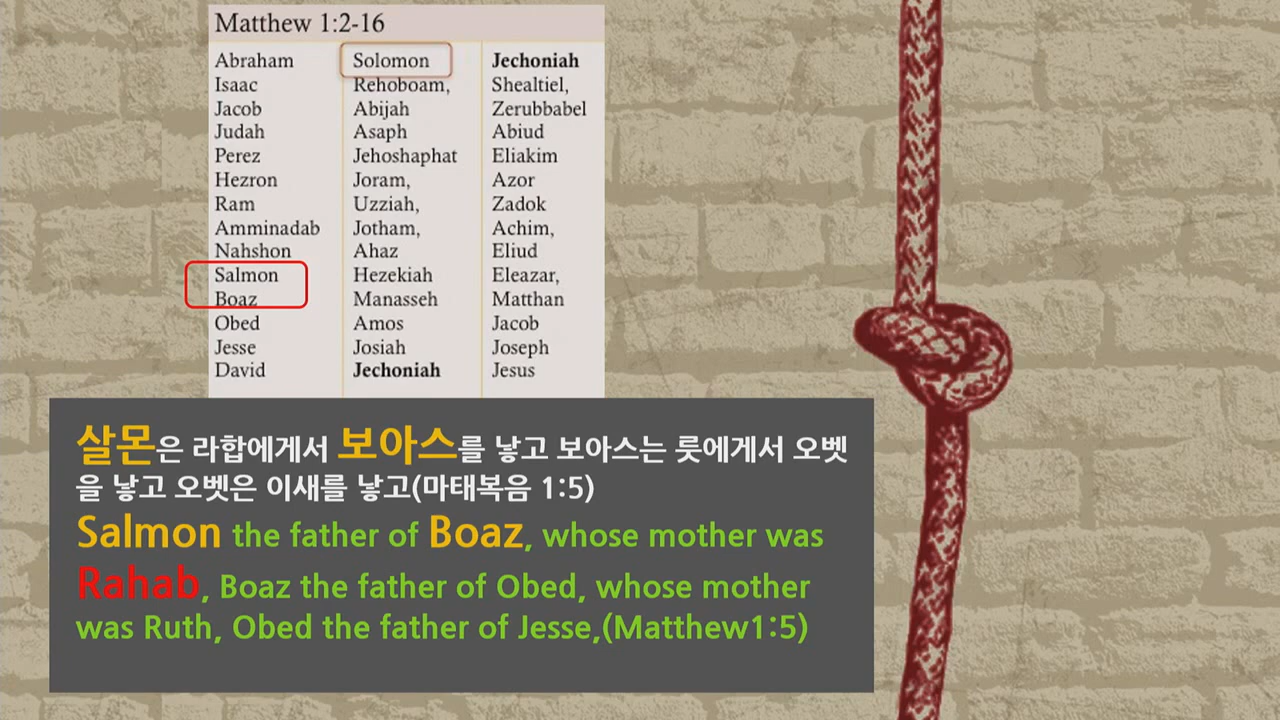 Matthew 1:2-16
Abraham
Isaac
Jacob
Judah
Perez
Hezron
Ram
Amminadab
Nahshon
Salmon
Boaz
Obed
Jesse
David
Solomon
Rehoboam,
Abijah
Asaph
Jehoshaphat
Joram,
Uzziah,
Jotham,
Ahaz
Hezekiah
Manasseh
Amos
Josiah
Jechoniah
Jechoniah
Shealtiel,
Zerubbabel
Abiud
Eliakim
Azor
Zadok
Achim,
Eliud
Eleazar,
Matthan
Jacob
Joseph
Jesus
살몬은 라합에게서 보아스를 낳고 보아스는 룻에게서 오벳
을 낳고 오벳은 이새를 낳고(마태복음 1:5)
Salmon the father of Boaz, whose mother was
Rahab, Boaz the father of Obed, whose mother
was Ruth, Obed the father of Jesse,(Matthew1:5)